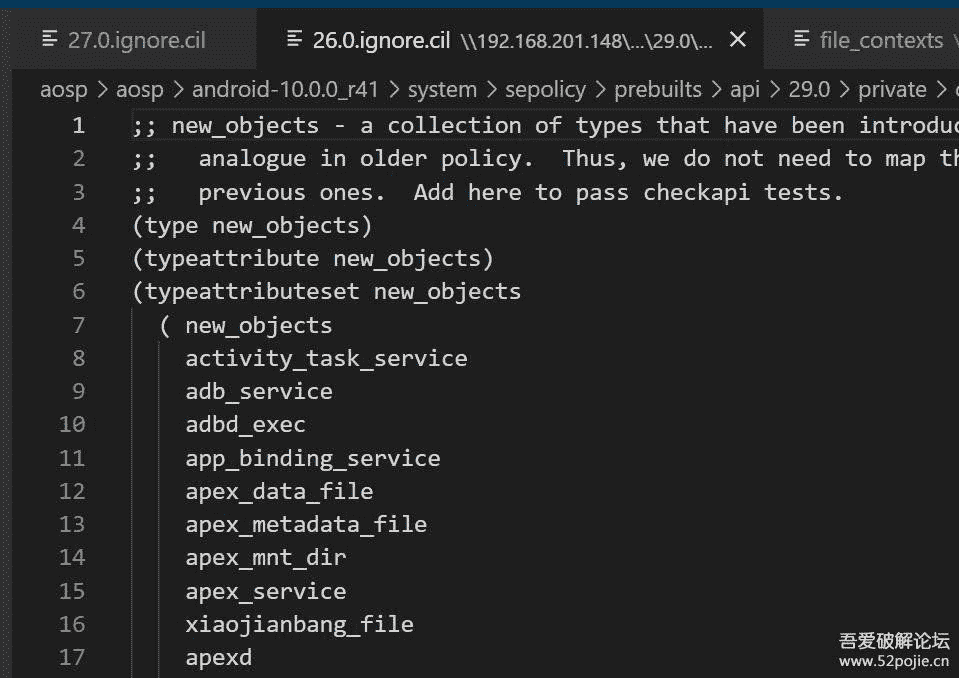 27.0.ignore.cil 26.0.ignore.cil \\192.168.201.148\...\29.0\... file_contexts
aosp > aosp > android-10.0.0_r41 > system > sepolicy > prebuilts > api > 29.0 > private >
1 ;; new_objects - a collection of types that have been introduc
2 ;;   analogue in older policy.  Thus, we do not need to map th
3 ;;   previous ones.  Add here to pass checkapi tests.
4 (type new_objects)
5 (typeattribute new_objects)
6 (typeattributeset new_objects
7   ( new_objects
8     activity_task_service
9     adb_service
10     adbd_exec
11     app_binding_service
12     apex_data_file
13     apex_metadata_file
14     apex_mnt_dir
15     apex_service
16     xiaojianbang_file
17     apexd
吾爱破解论坛
www.52pojie.cn